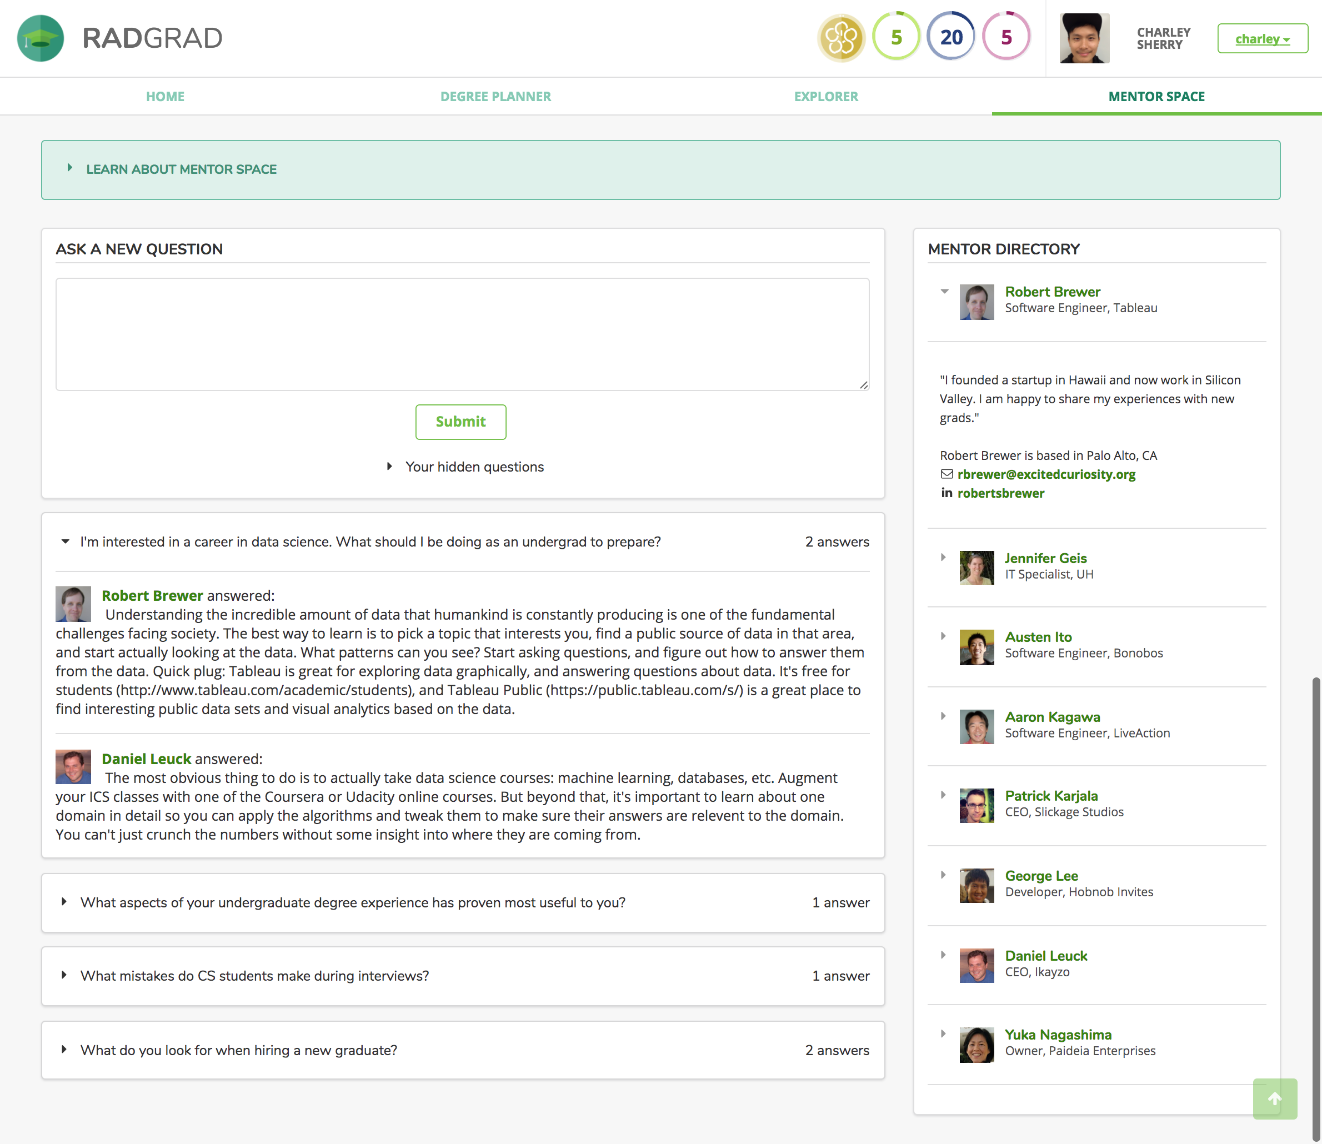 RADGRAD
5
20
5
CHARLEY
SHERRY
charley
HOME
DEGREE PLANNER
EXPLORER
MENTOR SPACE
LEARN ABOUT MENTOR SPACE
ASK A NEW QUESTION
Submit
Your hidden questions
I'm interested in a career in data science. What should I be doing as an undergrad to prepare?
2 answers
Robert Brewer answered:
Understanding the incredible amount of data that humankind is constantly producing is one of the fundamental
challenges facing society. The best way to learn is to pick a topic that interests you, find a public source of data in that area,
and start actually looking at the data. What patterns can you see? Start asking questions, and figure out how to answer them
from the data. Quick plug: Tableau is great for exploring data graphically, and answering questions about data. It's free for
students (http://www.tableau.com/academic/students), and Tableau Public (https://public.tableau.com/s/) is a great place to
find interesting public data sets and visual analytics based on the data.
Daniel Leuck answered:
The most obvious thing to do is to actually take data science courses: machine learning, databases, etc. Augment
your ICS classes with one of the Coursera or Udacity online courses. But beyond that, it's important to learn about one
domain in detail so you can apply the algorithms and tweak them to make sure their answers are relevent to the domain.
You can't just crunch the numbers without some insight into where they are coming from.
What aspects of your undergraduate degree experience has proven most useful to you?
1 answer
What mistakes do CS students make during interviews?
1 answer
What do you look for when hiring a new graduate?
2 answers
MENTOR DIRECTORY
Robert Brewer
Software Engineer, Tableau
"I founded a startup in Hawaii and now work in Silicon
Valley. I am happy to share my experiences with new
grads."
Robert Brewer is based in Palo Alto, CA
rbrewer@excitedcuriosity.org
in robertsbrewer
Jennifer Geis
IT Specialist, UH
Austen Ito
Software Engineer, Bonobos
Aaron Kagawa
Software Engineer, LiveAction
Patrick Karjala
CEO, Slickage Studios
George Lee
Developer, Hobnob Invites
Daniel Leuck
CEO, Ikayzo
Yuka Nagashima
Owner, Paideia Enterprises